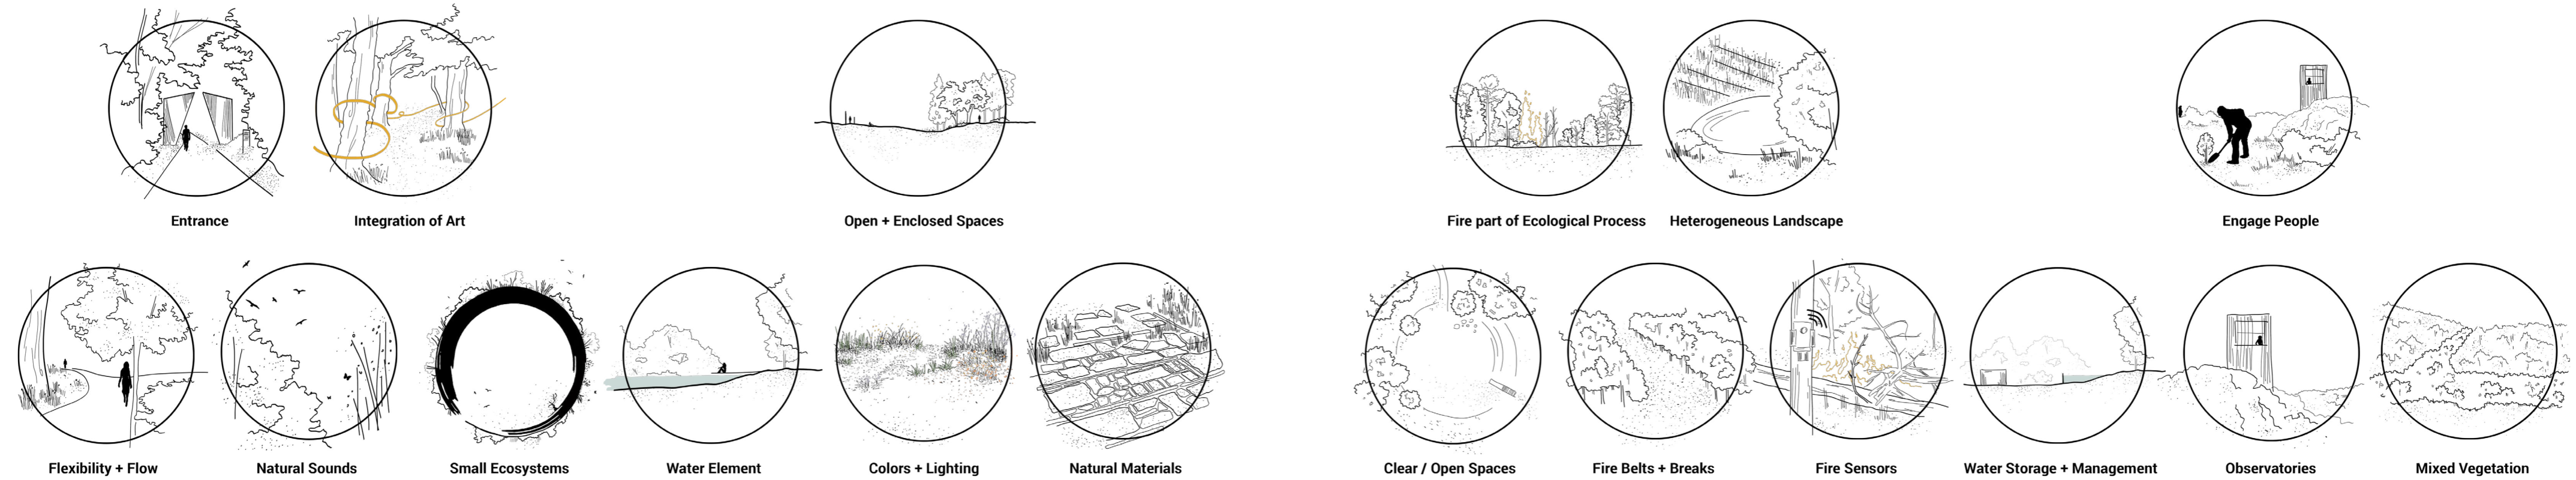 Entrance
Integration of Art
Open + Enclosed Spaces
Fire part of Ecological Process
Heterogeneous Landscape
Engage People
Flexibility + Flow
Natural Sounds
Small Ecosystems
Water Element
Colors + Lighting
Natural Materials
Clear / Open Spaces
Fire Belts + Breaks
Fire Sensors
Water Storage + Management
Observatories
Mixed Vegetation